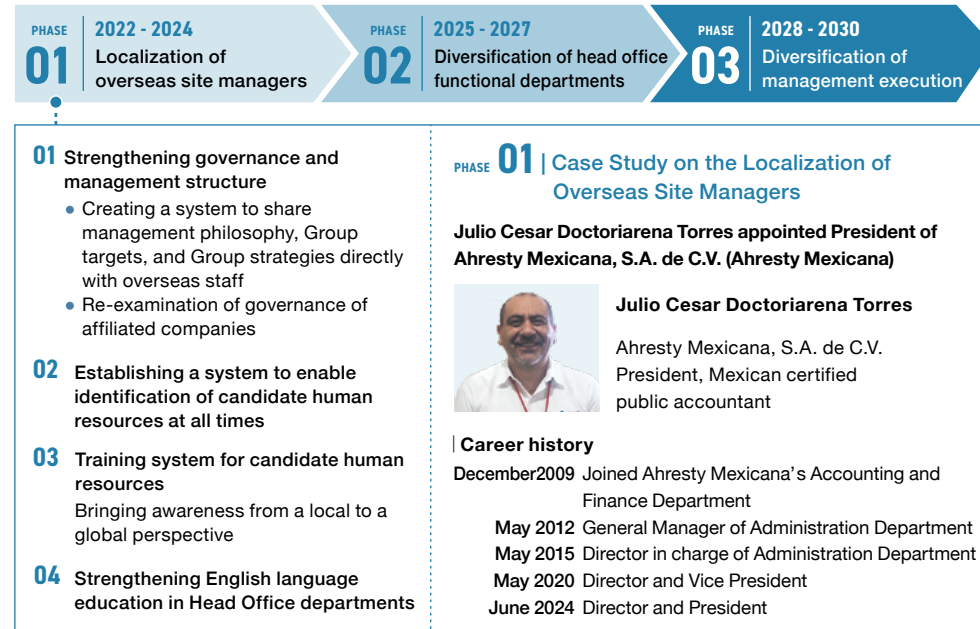 PHASE 01
2022 - 2024
Localization of
overseas site managers
PHASE 02
2025 - 2027
Diversification of head office
functional departments
PHASE 03
2028 - 2030
Diversification of
management execution
01 Strengthening governance and
management structure
• Creating a system to share
management philosophy, Group
targets, and Group strategies directly
with overseas staff
• Re-examination of governance of
affiliated companies
02 Establishing a system to enable
identification of candidate human
resources at all times
03 Training system for candidate human
resources
Bringing awareness from a local to a
global perspective
04 Strengthening English language
education in Head Office departments
PHASE 01 | Case Study on the Localization of
Overseas Site Managers
Julio Cesar Doctoriarena Torres appointed President of
Ahresty Mexicana, S.A. de C.V. (Ahresty Mexicana)
Julio Cesar Doctoriarena Torres
Ahresty Mexicana, S.A. de C.V.
President, Mexican certified
public accountant
Career history
December2009 Joined Ahresty Mexicana's Accounting and
Finance Department
May 2012 General Manager of Administration Department
May 2015 Director in charge of Administration Department
May 2020 Director and Vice President
June 2024 Director and President